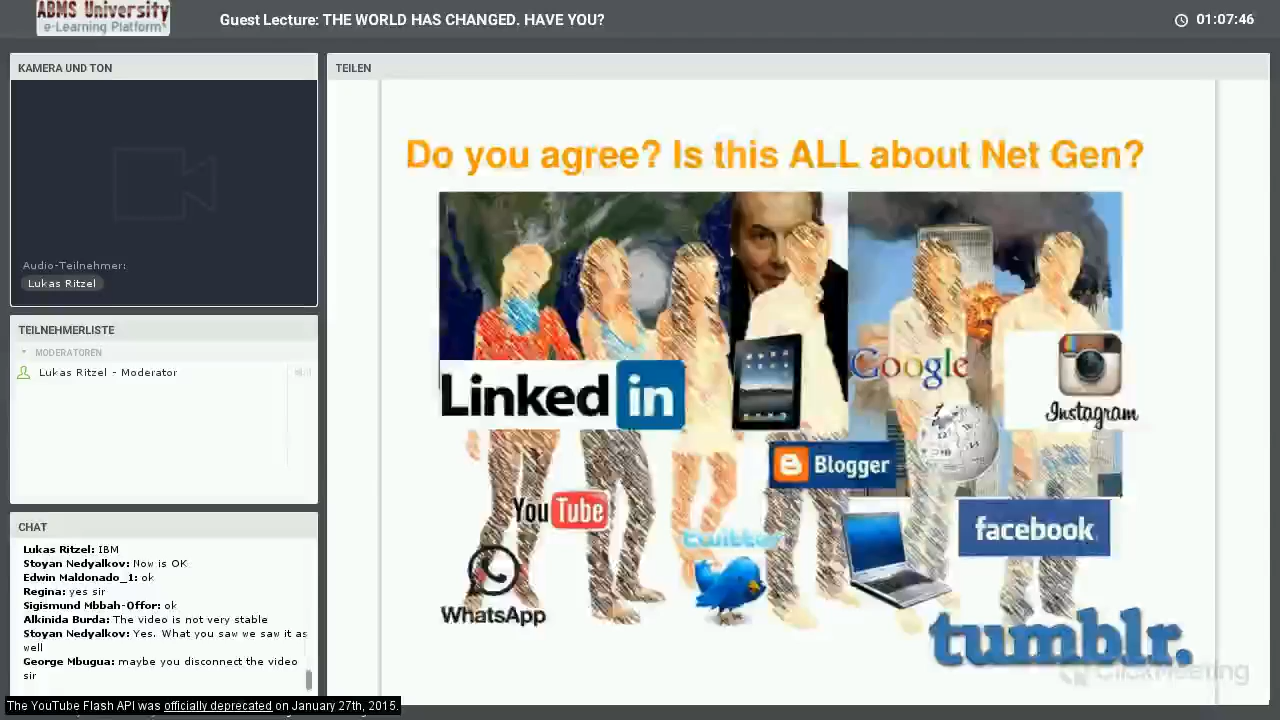 ABMS University
e-Learning Platform
Guest Lecture: THE WORLD HAS CHANGED. HAVE YOU?
01:07:46
KAMERA UND TON
Audio-Teilnehmer:
Lukas Ritzel
TEILNEHMERLISTE
MODERATOREN
Lukas Ritzel - Moderator
CHAT
Lukas Ritzel: IBM
Stoyan Nedyalkov: Now is OK
Edwin Maldonado_1: ok
Regina: yes sir
Sigismund Mbbah-Offor: ok
Alkinida Burda: The video is not very stable
Stoyan Nedyalkov: Yes. What you saw we saw it as
well
George Mbugua: maybe you disconnect the video
sir
The YouTube Flash API was officially deprecated on January 27th, 2015.
TEILEN
Do you agree? Is this ALL about Net Gen?
Linked in
Google
Instagram
Blogger
YouTube
twitter
facebook
WhatsApp
tumblr.
ClickMeeting